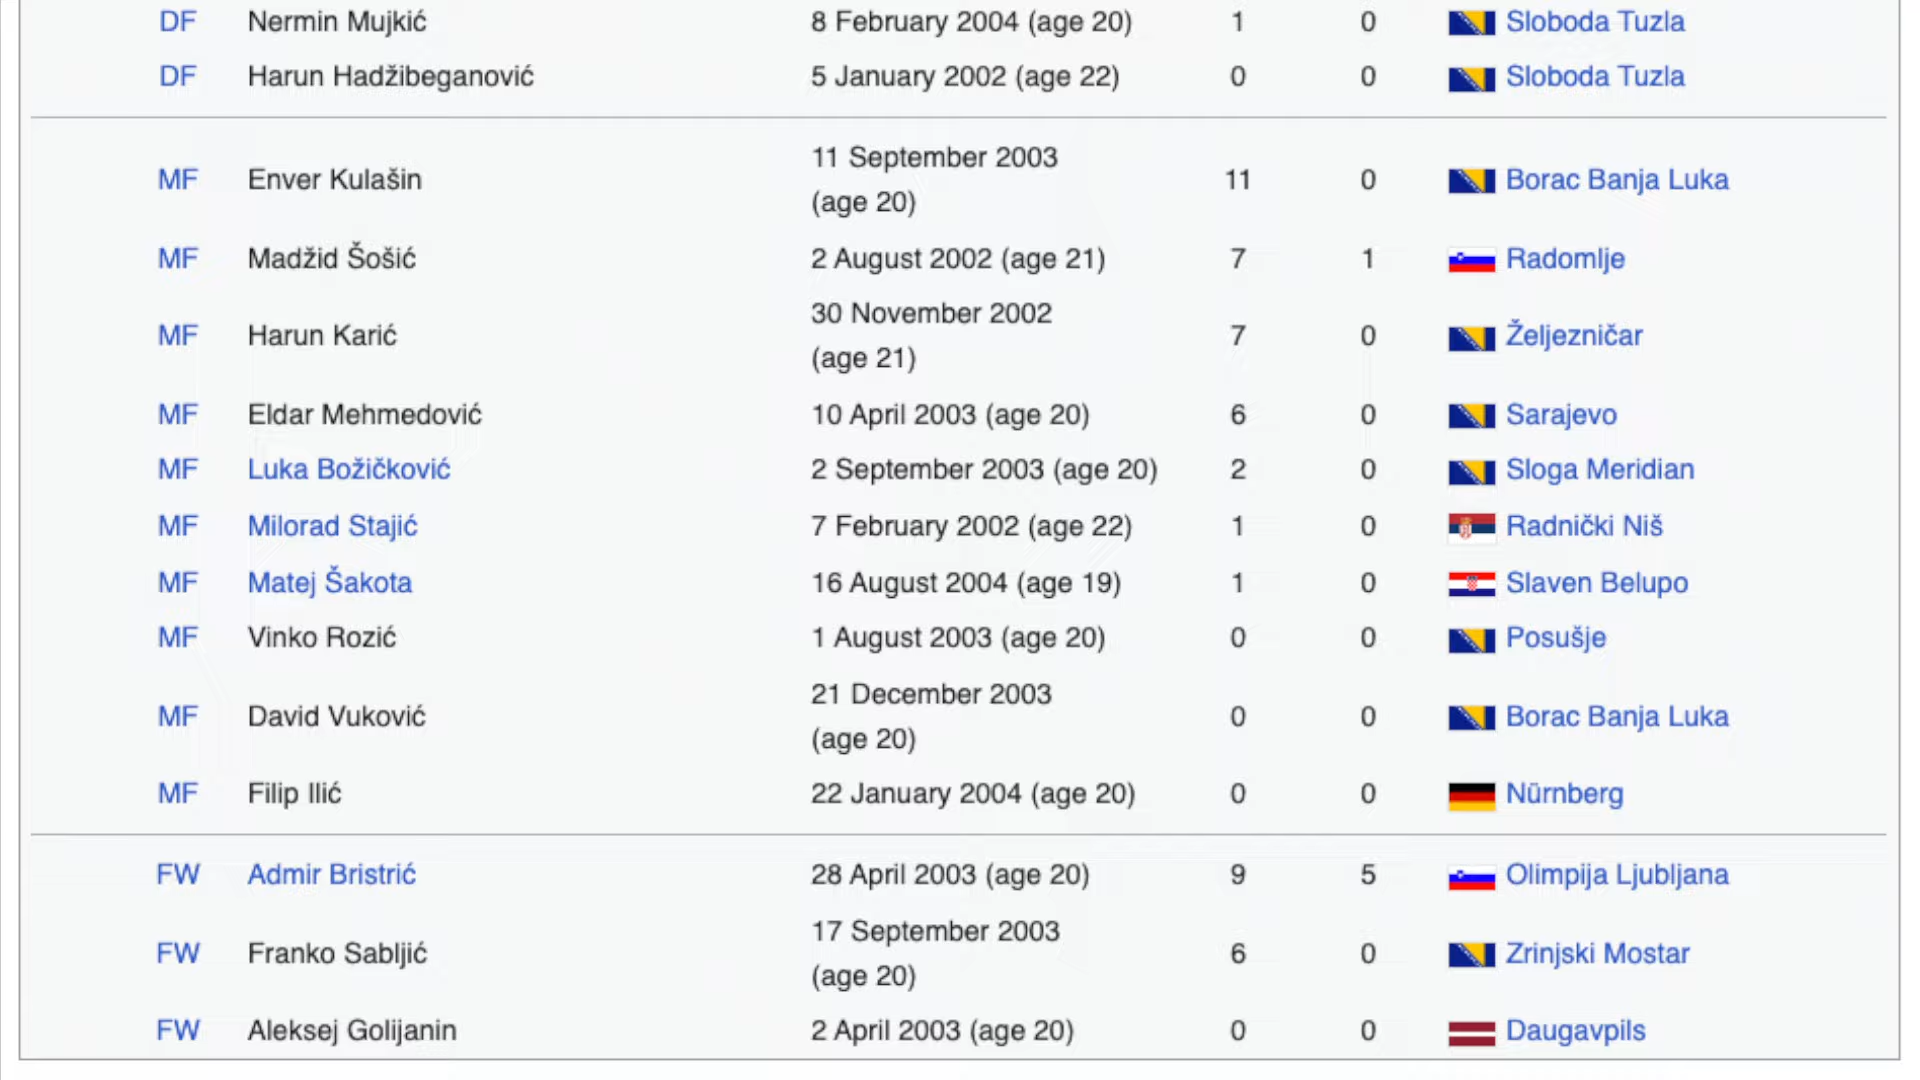 DF Nermin Mujkić 8 February 2004 (age 20) 1 0 Sloboda Tuzla
DF Harun Hadžibeganović 5 January 2002 (age 22) 0 0 Sloboda Tuzla
MF Enver Kulašin 11 September 2003 (age 20) 11 0 Borac Banja Luka
MF Madžid Šošić 2 August 2002 (age 21) 7 1 Radomlje
MF Harun Karić 30 November 2002 (age 21) 7 0 Željezničar
MF Eldar Mehmedović 10 April 2003 (age 20) 6 0 Sarajevo
MF Luka Božičković 2 September 2003 (age 20) 2 0 Sloga Meridian
MF Milorad Stajić 7 February 2002 (age 22) 1 0 Radnički Niš
MF Matej Šakota 16 August 2004 (age 19) 1 0 Slaven Belupo
MF Vinko Rozić 1 August 2003 (age 20) 0 0 Posušje
MF David Vuković 21 December 2003 (age 20) 0 0 Borac Banja Luka
MF Filip Ilić 22 January 2004 (age 20) 0 0 Nürnberg
FW Admir Bristrić 28 April 2003 (age 20) 9 5 Olimpija Ljubljana
FW Franko Sabljić 17 September 2003 (age 20) 6 0 Zrinjski Mostar
FW Aleksej Golijanin 2 April 2003 (age 20) 0 0 Daugavpils